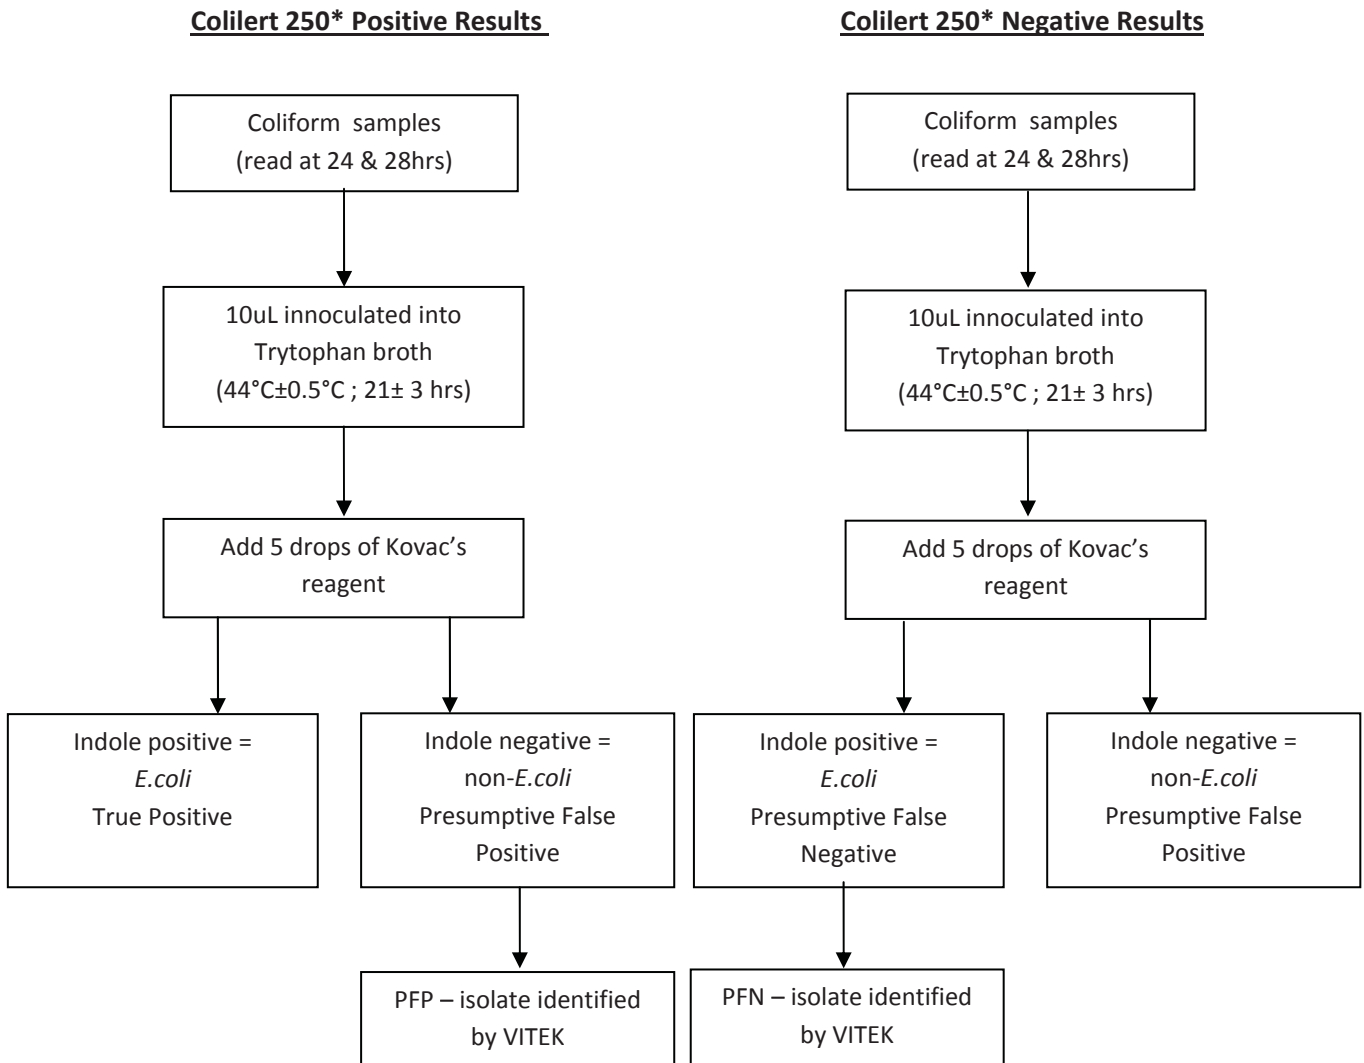 Colilert 250* Positive Results
Coliform samples
(read at 24 & 28hrs)
10uL innoculated into
Trytophan broth
(44°C±0.5°C ; 21± 3 hrs)
Add 5 drops of Kovac’s
reagent
Indole positive =
E.coli
True Positive
Indole negative =
non-E.coli
Presumptive False
Positive
PFP – isolate identified
by VITEK
Colilert 250* Negative Results
Coliform samples
(read at 24 & 28hrs)
10uL innoculated into
Trytophan broth
(44°C±0.5°C ; 21± 3 hrs)
Add 5 drops of Kovac’s
reagent
Indole positive =
E.coli
Presumptive False
Negative
Indole negative =
non-E.coli
Presumptive False
Positive
PFN – isolate identified
by VITEK